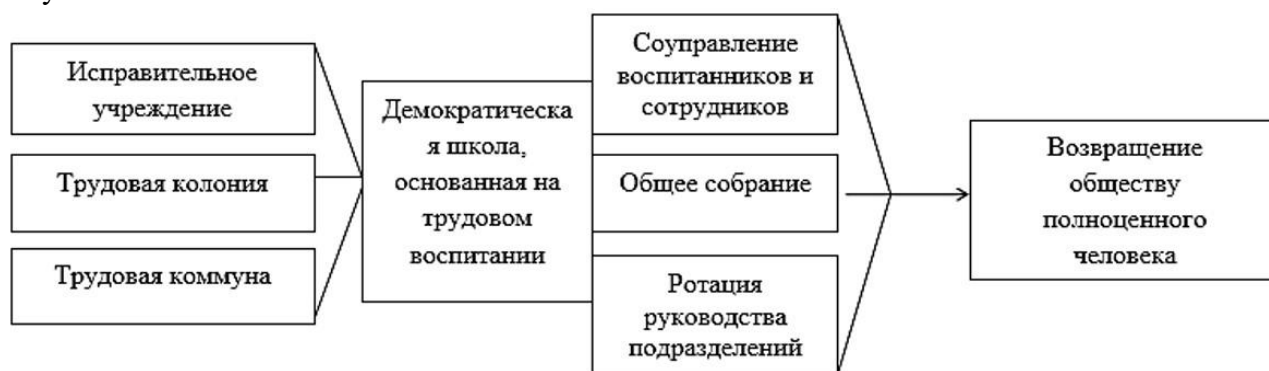 Исправительное
учреждение
Трудовая колония
Трудовая коммуна
Демократическа
я школа,
основанная на
трудовом
воспитании
Соуправление
воспитанников и
сотрудников
Общее собрание
Ротация
руководства
подразделений
Возвращение
обществу
полноценного
человека